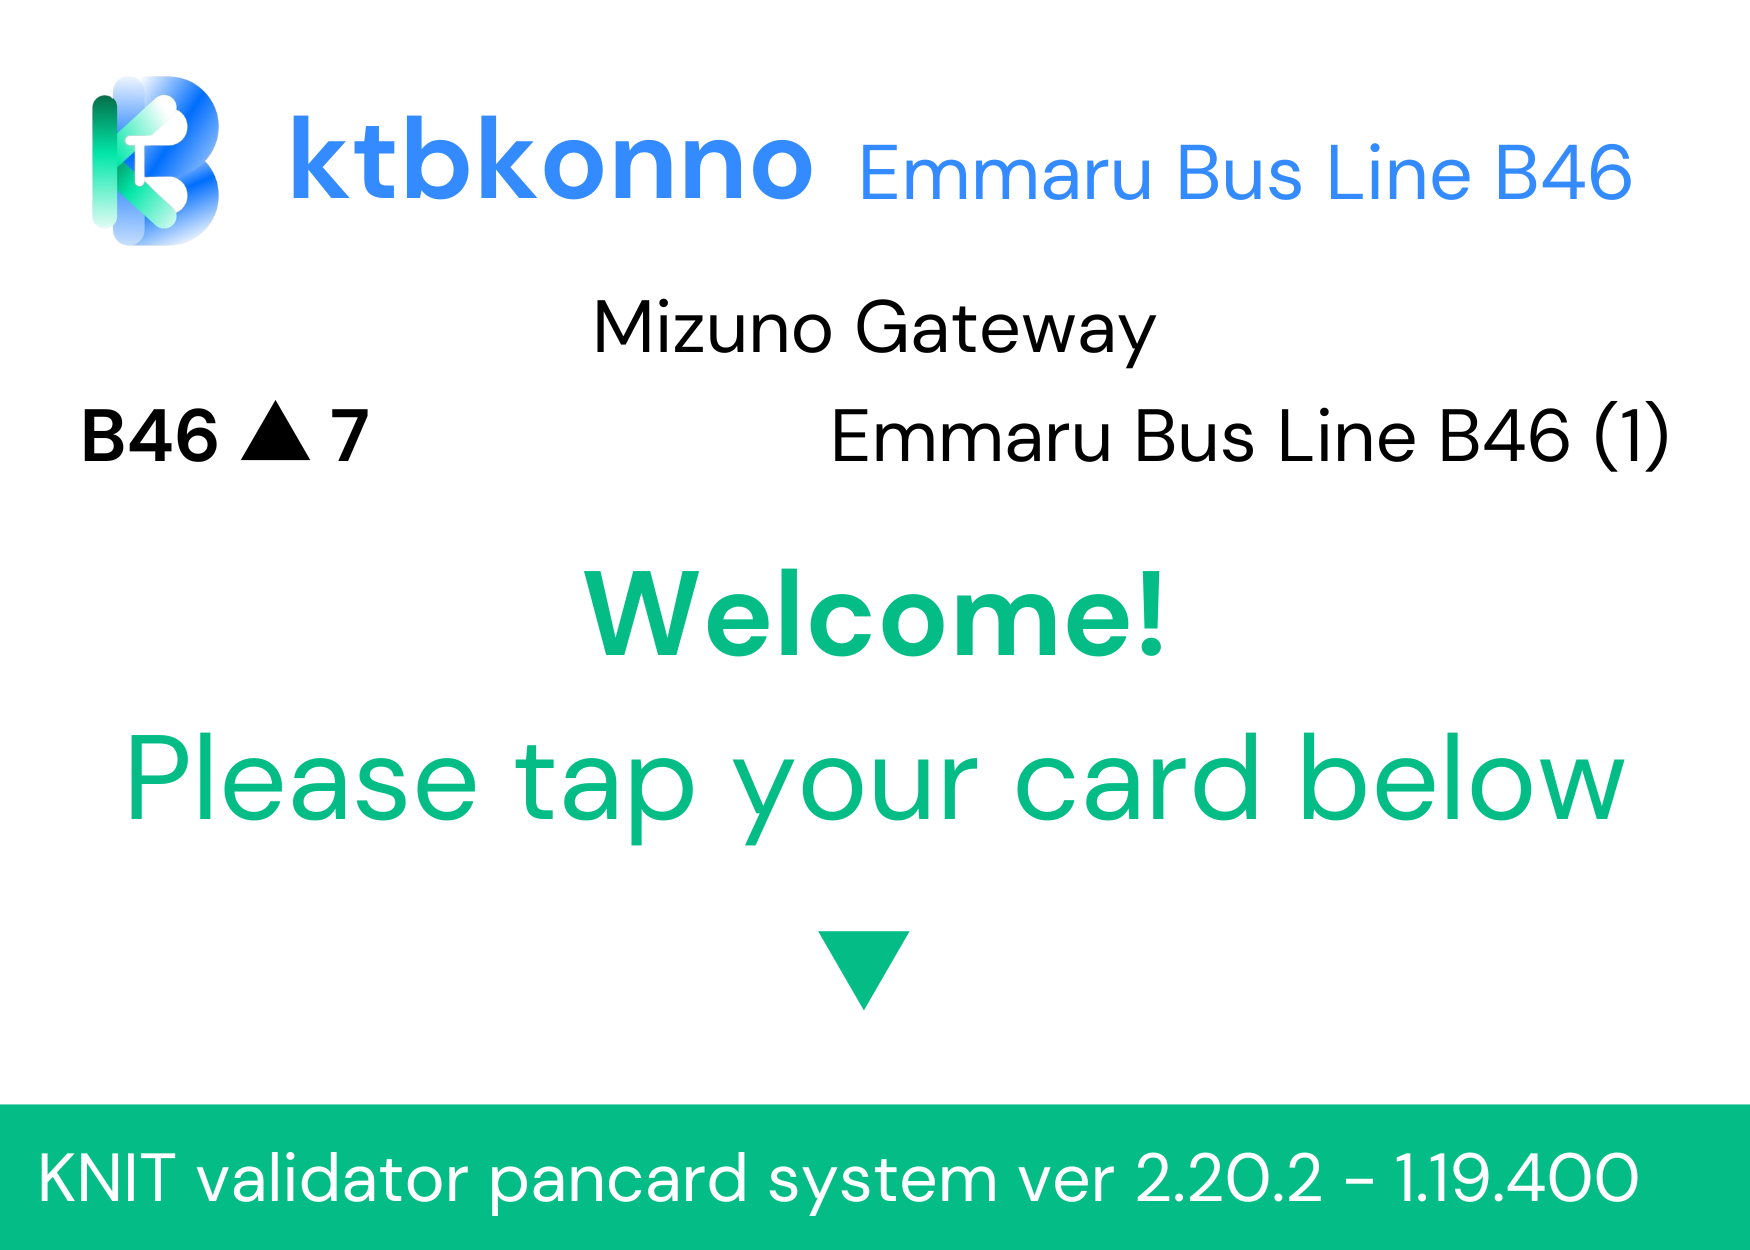 ktbkonno Emmaru Bus Line B46
Mizuno Gateway
B46 ▲ 7 Emmaru Bus Line B46 (1)
Welcome!
Please tap your card below
▼
KNIT validator pancard system ver 2.20.2 - 1.19.400